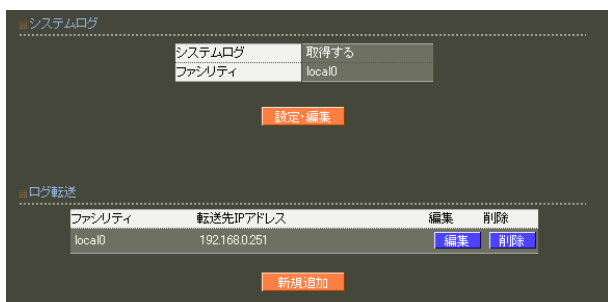 システムログ
システムログ 取得する
ファシリティ local0
設定・編集
ログ転送
ファシリティ 転送先IPアドレス 編集 削除
local0 192.168.0.251 編集 削除
新規追加